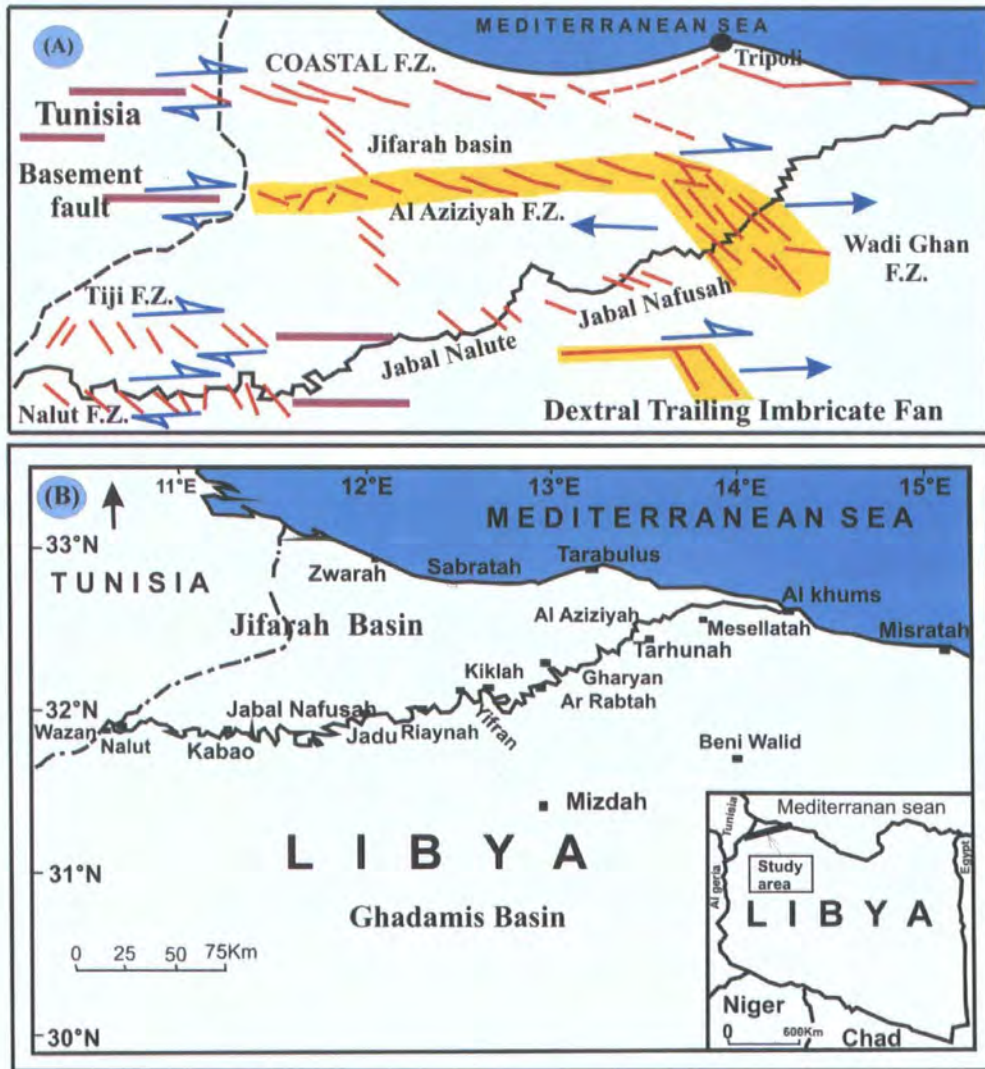 (A)
MEDITERRANEAN SEA
Tripoli
COASTAL F.Z.
Tunisia
Jifarah basin
Basement
fault
Al Aziziyah F.Z.
Wadi Ghan
F.Z.
Tiji F.Z.
Jabal Nafusah
Jabal Nalute
Nalut F.Z.
Dextral Trailing Imbricate Fan
(B)
11°E
12°E
13°E
14°E
15°E
MEDITERRANEAN SEA
33°N
TUNISIA
Zwarah
Sabratah
Tarabulus
Al khums
Jifarah Basin
Al Aziziyah
Mesellatah
Misratah
Tarhunah
Kiklah
Gharyan
Ar Rabtah
32°N
Wazan
Nalut
Jabal Nafusah
Kabao
Jadu
Riaynah
Yifran
Beni Walid
Mizdah
LIBYA
31°N
Ghadamis Basin
0 25 50 75Km
30°N
Tunisia
Mediterranan sean
Study
area
Al geria
Egypt
LIBYA
Niger
0 600Km
Chad